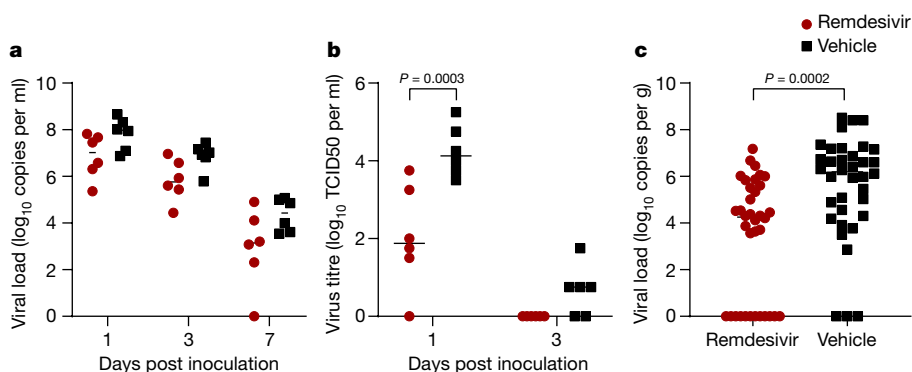 Remdesivir
Vehicle
a
Viral load (log10 copies per ml)
10
8
6
4
2
0
1 3 7
Days post inoculation
b
Virus titre (log10 TCID50 per ml)
P = 0.0003
6
4
2
0
1 3
Days post inoculation
c
Viral load (log10 copies per g)
P = 0.0002
10
8
6
4
2
0
Remdesivir Vehicle